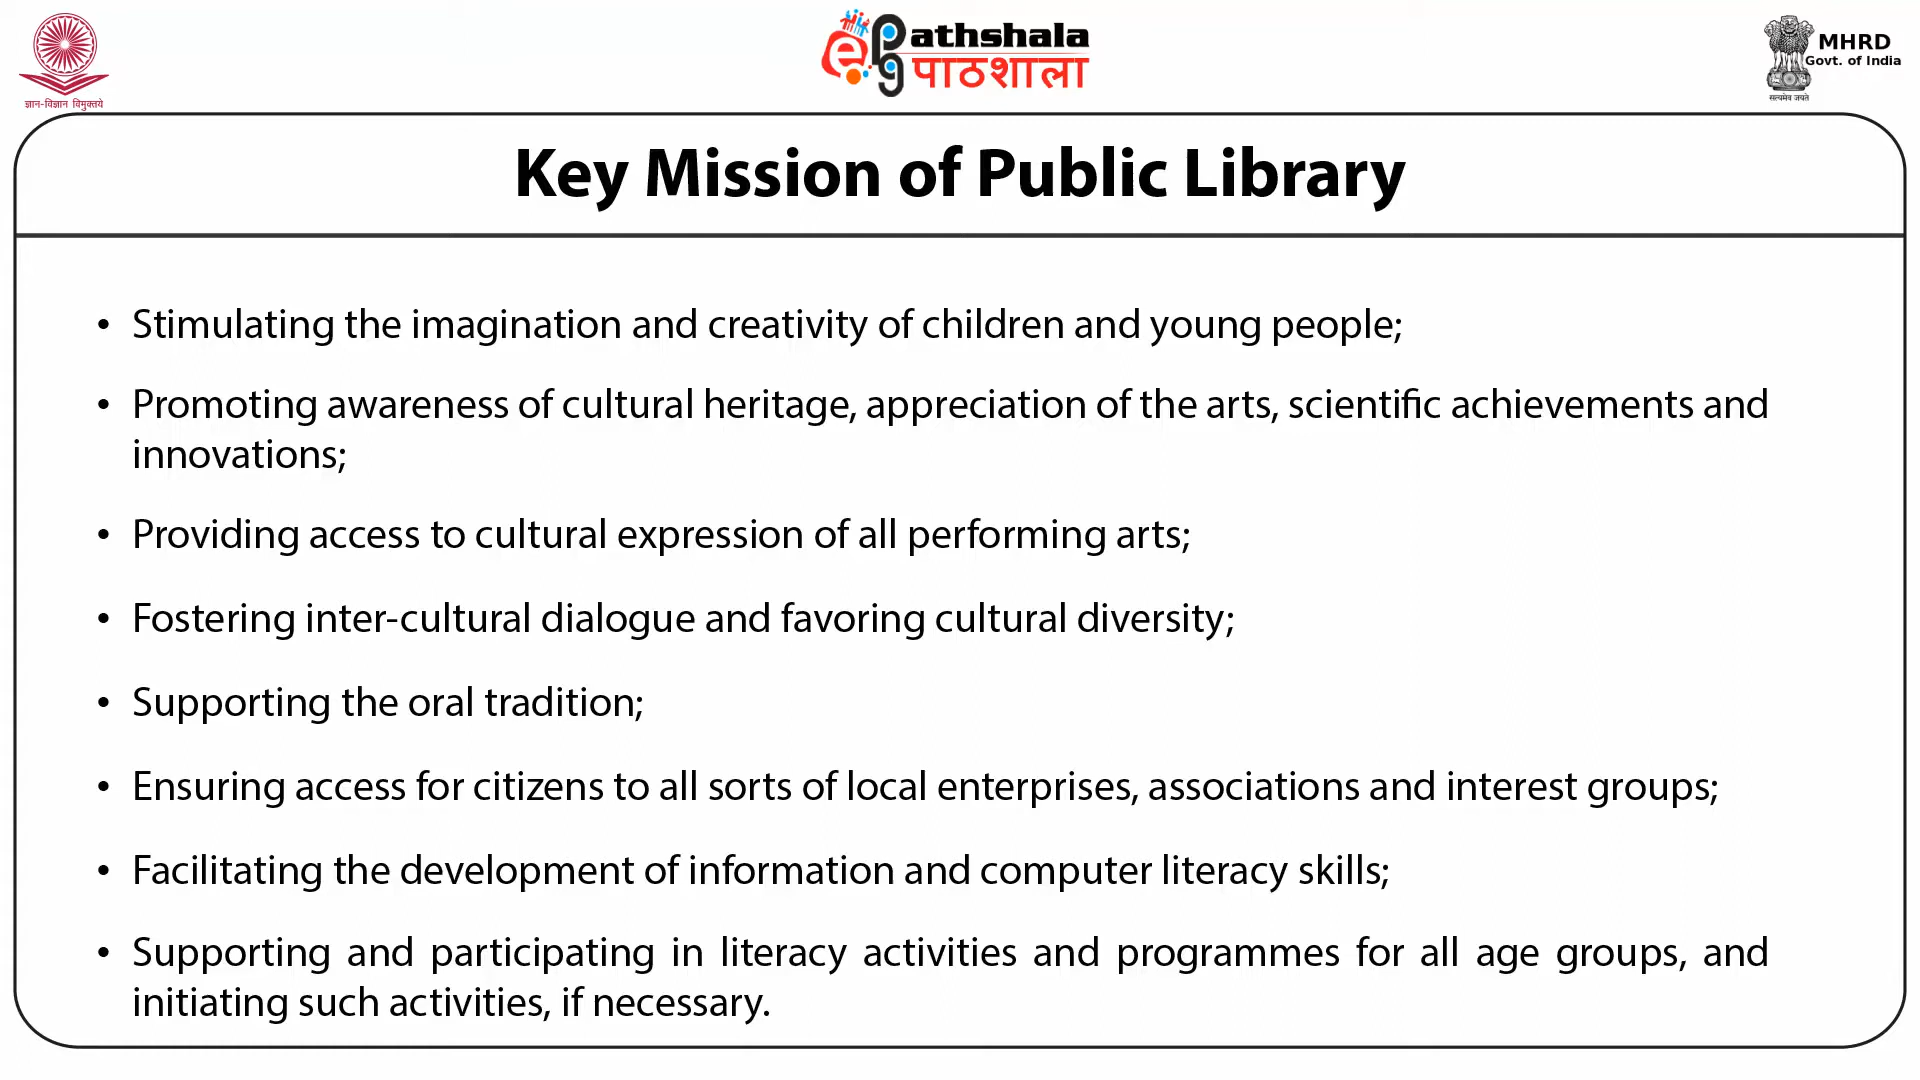 ज्ञान-विज्ञान विमुक्तये
e Pg athshala
पाठशाला
MHRD
Govt. of India
सत्यमेव जयते
Key Mission of Public Library
• Stimulating the imagination and creativity of children and young people;
• Promoting awareness of cultural heritage, appreciation of the arts, scientific achievements and
innovations;
• Providing access to cultural expression of all performing arts;
• Fostering inter-cultural dialogue and favoring cultural diversity;
• Supporting the oral tradition;
• Ensuring access for citizens to all sorts of local enterprises, associations and interest groups;
• Facilitating the development of information and computer literacy skills;
• Supporting and participating in literacy activities and programmes for all age groups, and
initiating such activities, if necessary.